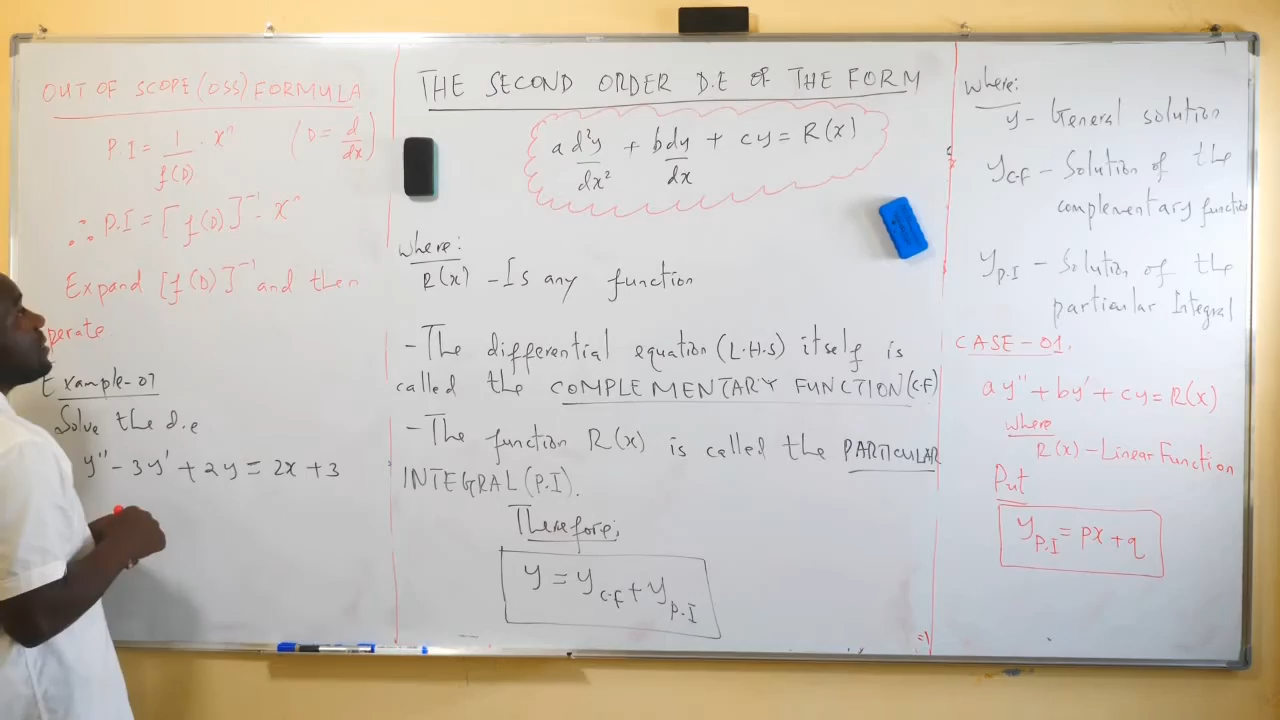 OUT OF SCOPE (OSS) FORMULA
P.I = 1/f(D) · xⁿ (D = d/dx)
∴ P.I = [f(D)]⁻¹ · xⁿ
Expand [f(D)]⁻¹ and then
perate
Example-01
Solve the d.e
y'' - 3y' + 2y = 2x + 3
THE SECOND ORDER D.E OF THE FORM
a d²y/dx² + b dy/dx + cy = R(x)
where:
R(x) - Is any function
- The differential equation (L.H.S) itself is
called the COMPLEMENTARY FUNCTION (C.F)
- The function R(x) is called the PARTICULAR
INTEGRAL (P.I).
Therefore;
y = y_C.F + y_P.I
where:
y - General solution
y_C.F - Solution of the
complementary function
y_P.I - Solution of the
particular Integral
CASE-01.
ay'' + by' + cy = R(x)
where
R(x) - Linear Function
Put
y_P.I = px + q